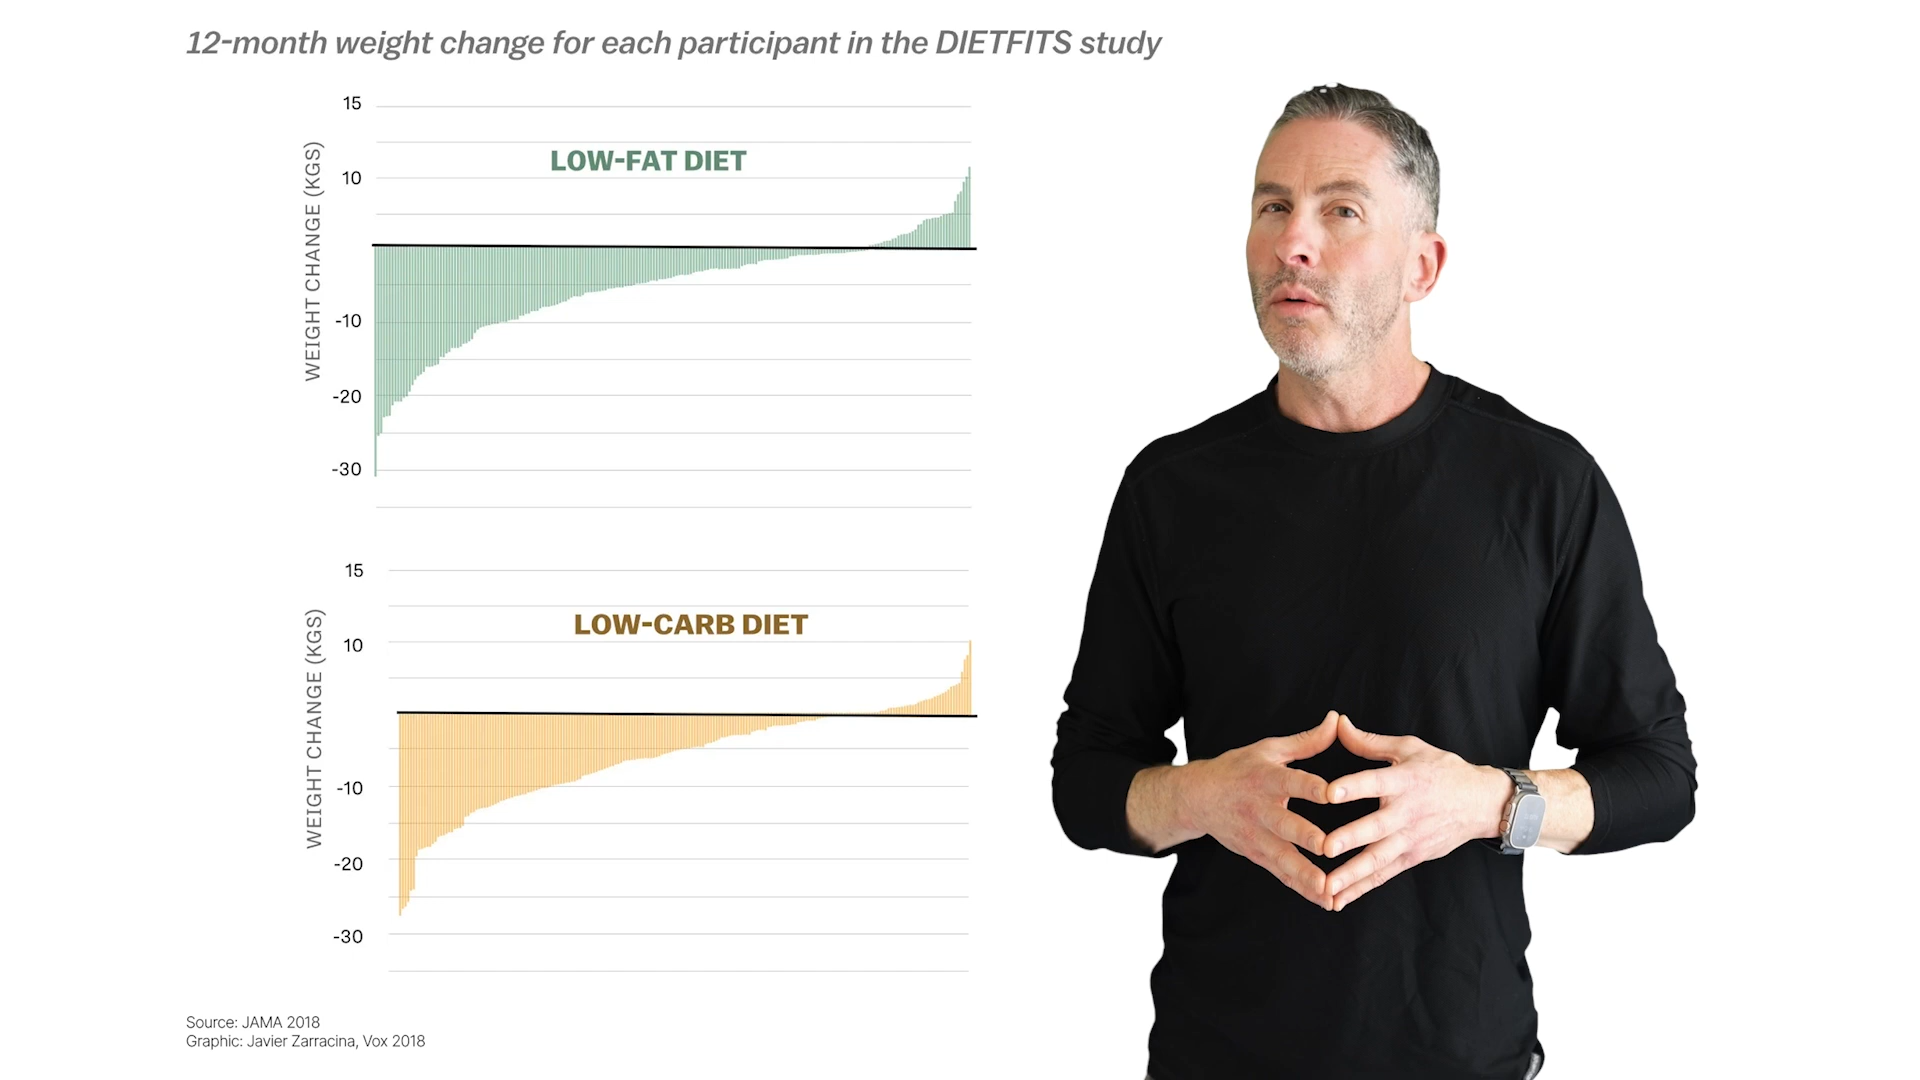 12-month weight change for each participant in the DIETFITS study
15
LOW-FAT DIET
10
WEIGHT CHANGE (KGS)
-10
-20
-30
15
LOW-CARB DIET
10
WEIGHT CHANGE (KGS)
-10
-20
-30
Source: JAMA 2018
Graphic: Javier Zarracina, Vox 2018